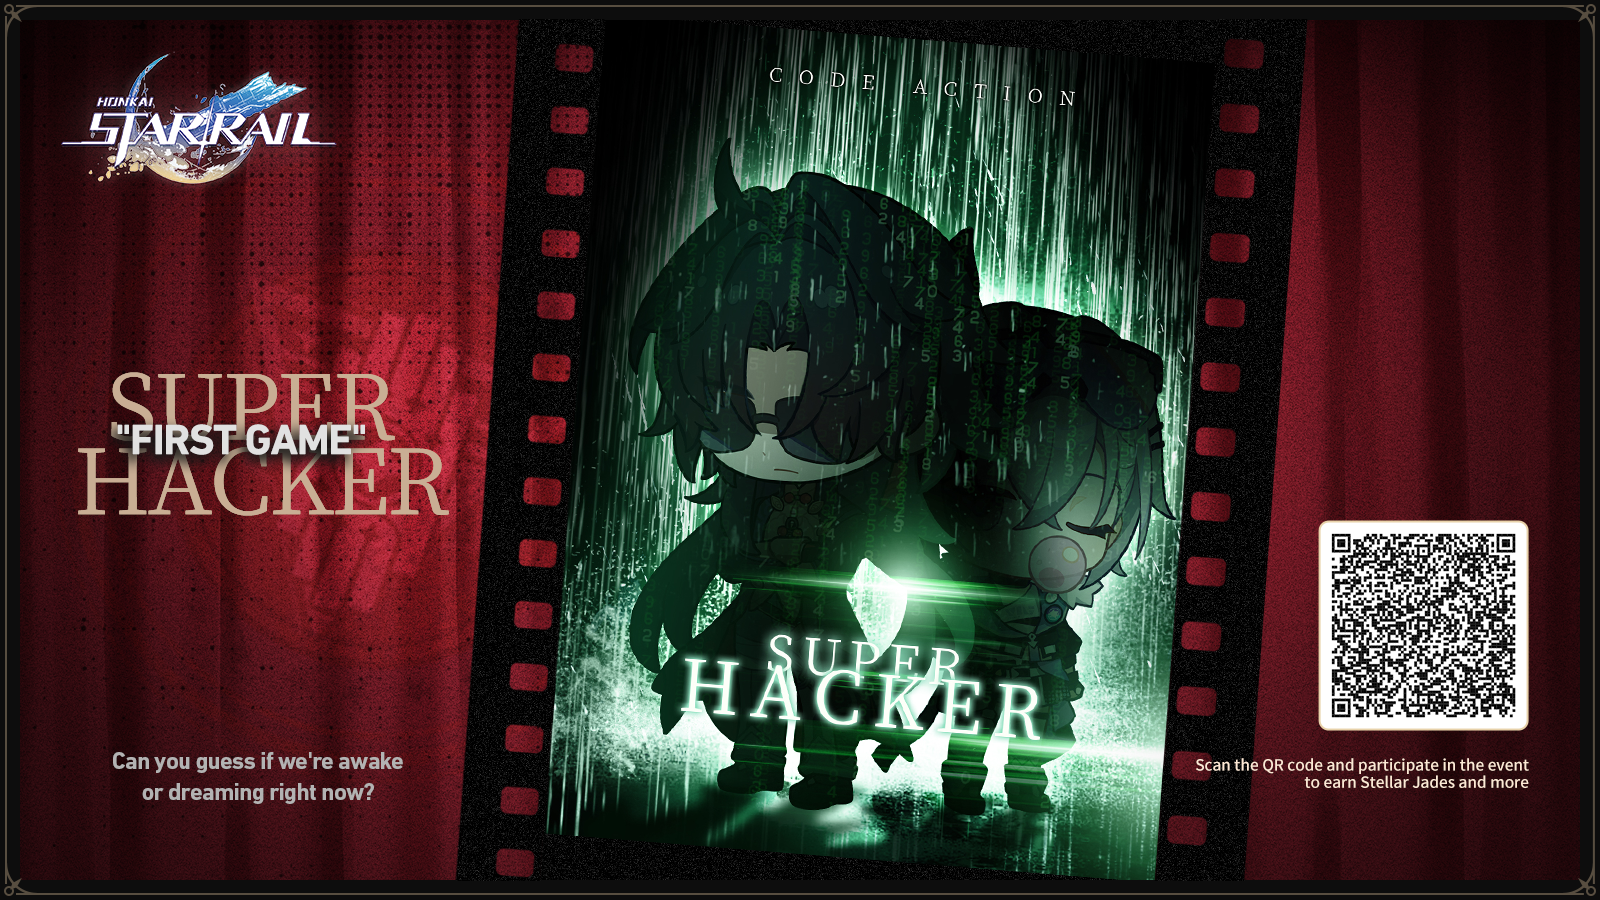 HONKAI
STAR RAIL
CODE ACTION
SUPER
"FIRST GAME"
HACKER
SUPER
HACKER
Can you guess if we're awake
or dreaming right now?
Scan the QR code and participate in the event
to earn Stellar Jades and more